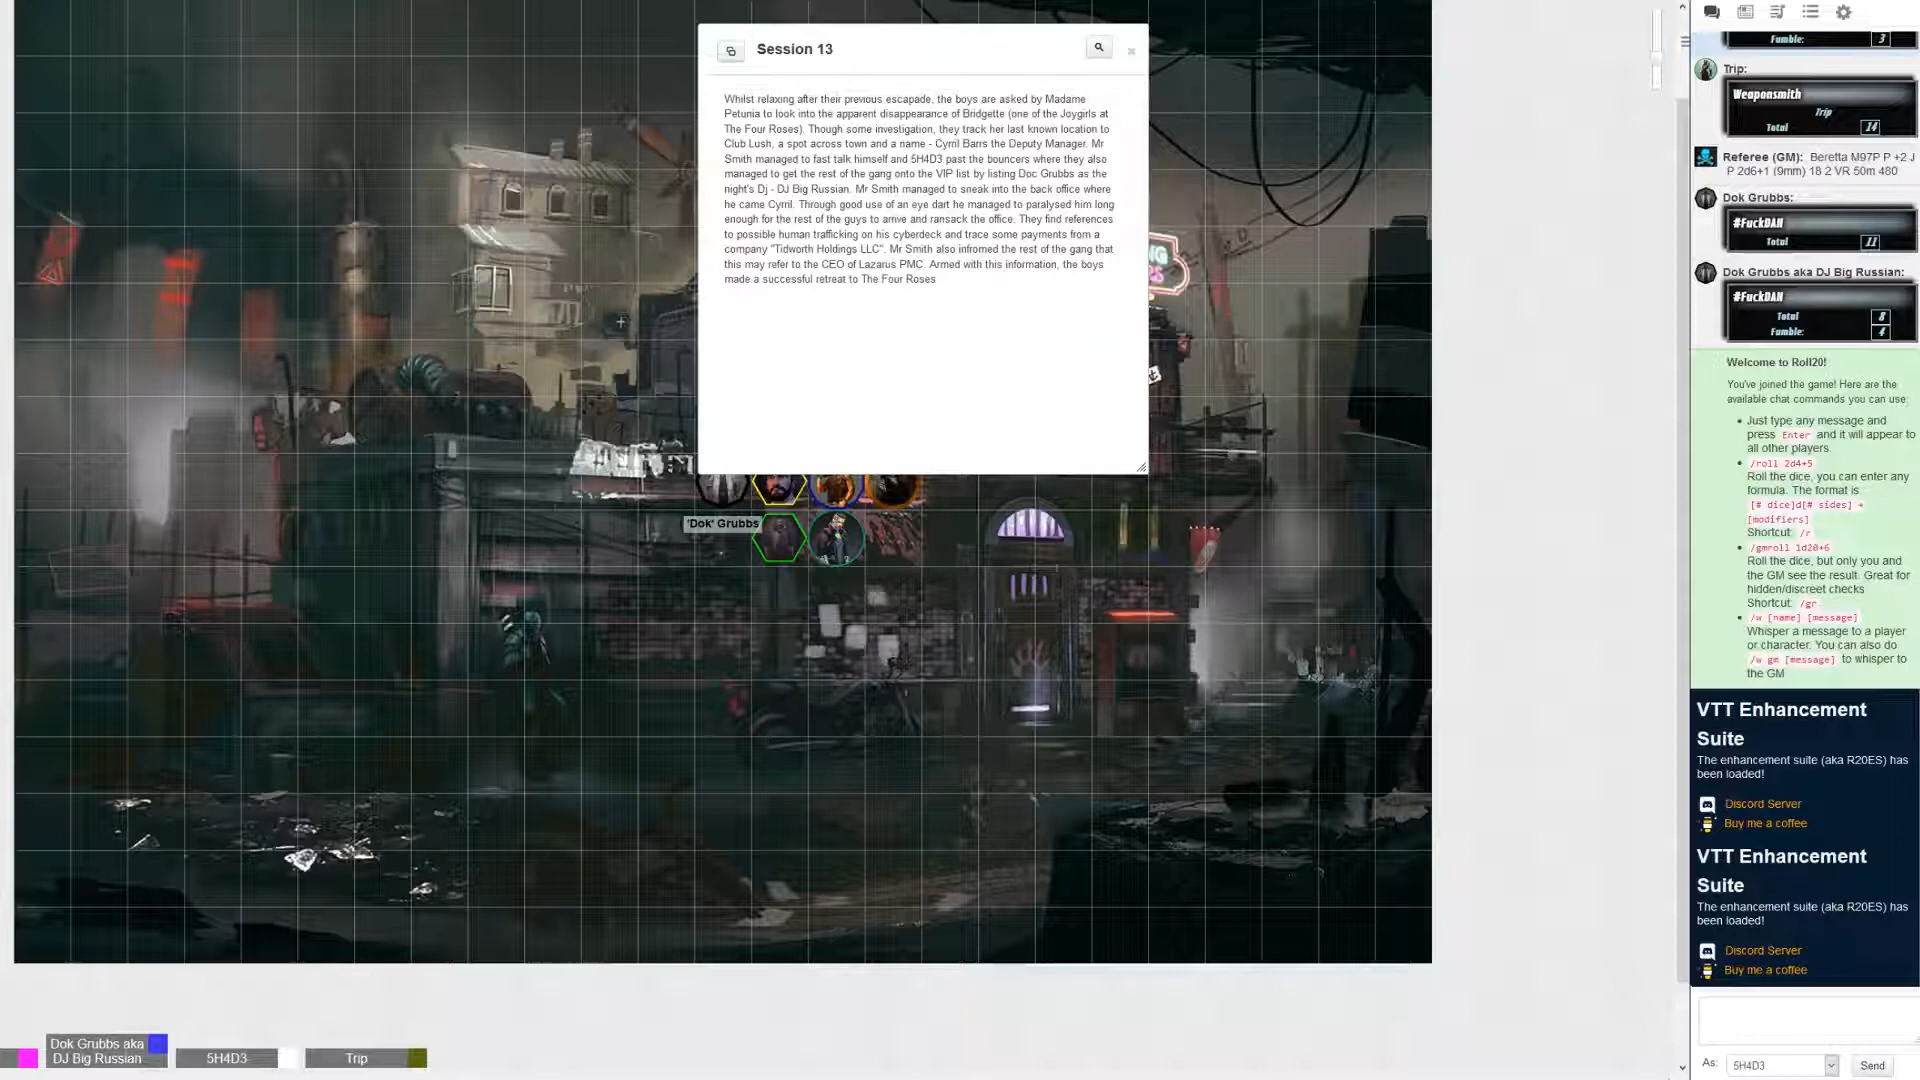 Session 13
Whilst relaxing after their previous escapade, the boys are asked by Madame
Petunia to look into the apparent disappearance of Bridgette (one of the Joygirls at
The Four Roses). Though some investigation, they track her last known location to
Club Lush, a spot across town and a name - Cyrril Barrs the Deputy Manager. Mr
Smith managed to fast talk himself and 5H4D3 past the bouncers where they also
managed to get the rest of the gang onto the VIP list by listing Doc Grubbs as the
night's Dj - DJ Big Russian. Mr Smith managed to sneak into the back office where
he came Cyrril. Through good use of an eye dart he managed to paralysed him long
enough for the rest of the guys to arrive and ransack the office. They find references
to possible human trafficking on his cyberdeck and trace some payments from a
company "Tidworth Holdings LLC". Mr Smith also infromed the rest of the gang that
this may refer to the CEO of Lazarus PMC. Armed with this information, the boys
made a successful retreat to The Four Roses
'Dok' Grubbs
Fumble: 3
Trip:
Weaponsmith
Trip
Total 14
Referee (GM): Beretta M97P P +2 J
P 2d6+1 (9mm) 18 2 VR 50m 480
Dok Grubbs:
#FuckDAN
Total 11
Dok Grubbs aka DJ Big Russian:
#FuckDAN
Total 8
Fumble: 4
Welcome to Roll20!
You've joined the game! Here are the
available chat commands you can use:
• Just type any message and
press Enter and it will appear to
all other players.
• /roll 2d4+5
Roll the dice, you can enter any
formula. The format is
[# dice]d[# sides] +
[modifiers]
Shortcut: /r
• /gmroll 1d20+6
Roll the dice, but only you and
the GM see the result. Great for
hidden/discreet checks
Shortcut: /gr
• /w [name] [message]
Whisper a message to a player
or character. You can also do
/w gm [message] to whisper to
the GM
VTT Enhancement
Suite
The enhancement suite (aka R20ES) has
been loaded!
Discord Server
Buy me a coffee
VTT Enhancement
Suite
The enhancement suite (aka R20ES) has
been loaded!
Discord Server
Buy me a coffee
As: 5H4D3 Send
Dok Grubbs aka
DJ Big Russian
5H4D3
Trip